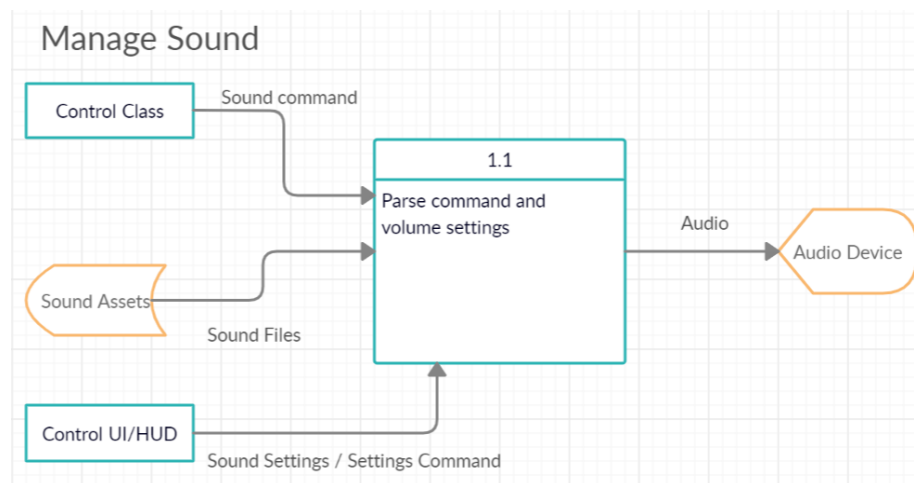 Manage Sound
Control Class
Sound command
1.1
Parse command and
volume settings
Audio
Audio Device
Sound Assets
Sound Files
Control UI/HUD
Sound Settings / Settings Command